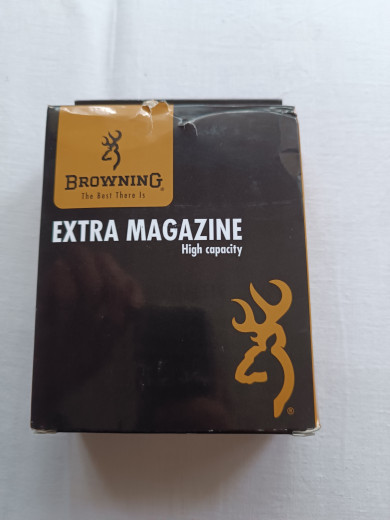 BROWNING®
The Best There Is
EXTRA MAGAZINE
High capacity
®